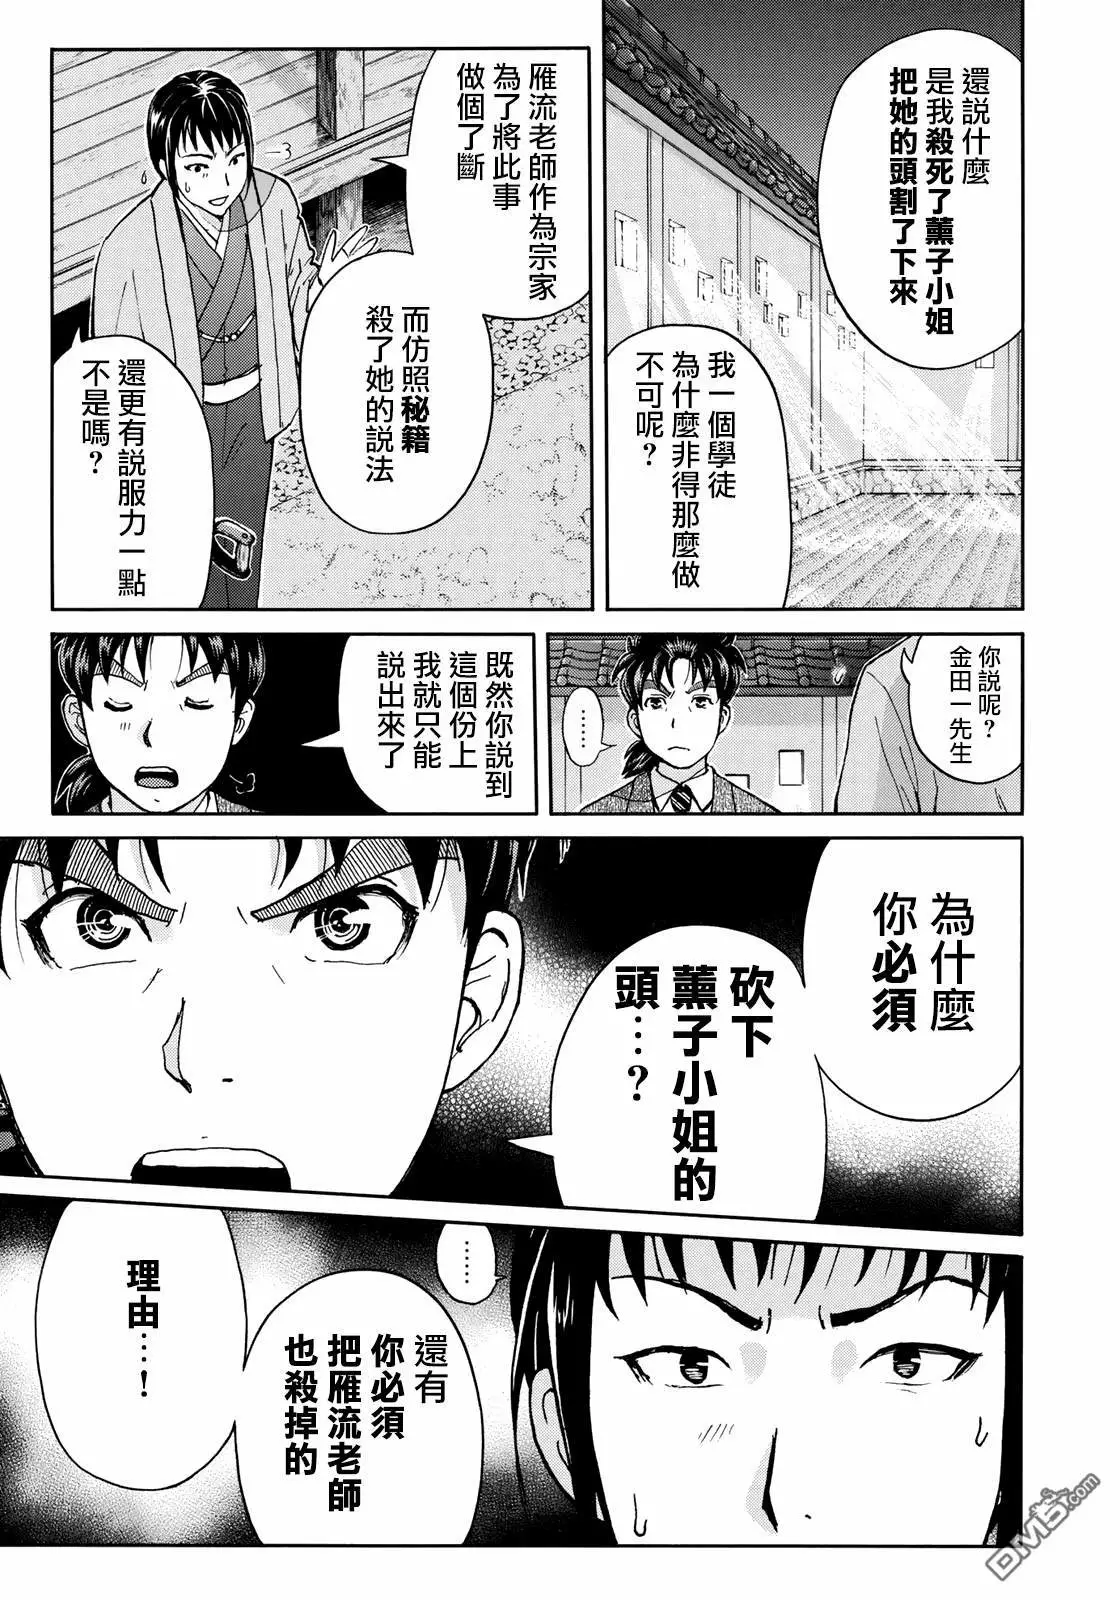 還説什麼
是我殺死了薰子小姐
把她的頭割了下來
我一個學徒
為什麼非得那麼做
不可呢？
雁流老師作為宗家
為了將此事
做個了斷
而仿照秘籍
殺了她的說法
還更有説服力一點
不是嗎？
你説呢？
金田一先生
……
既然你説到
這個份上
我就只能
説出來了
為什麼
你必須
砍下
薰子小姐的
頭…？
……
還有
你必須
把雁流老師
也殺掉的
理由…！
DM5.com